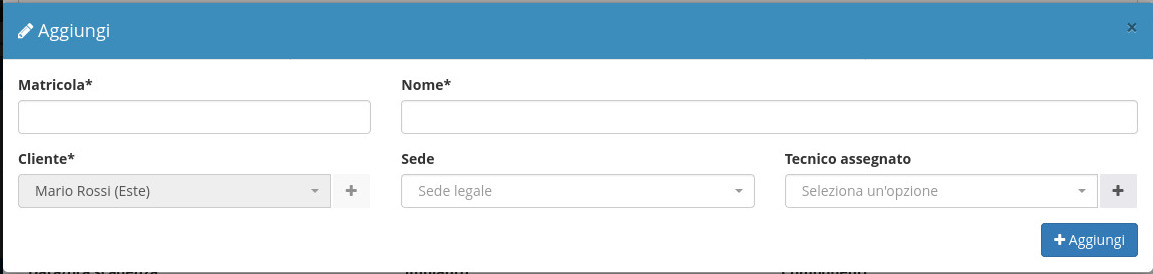 Aggiungi
×
Matricola*
Nome*
Cliente*
Sede
Tecnico assegnato
Mario Rossi (Este)
Sede legale
Seleziona un'opzione
Aggiungi